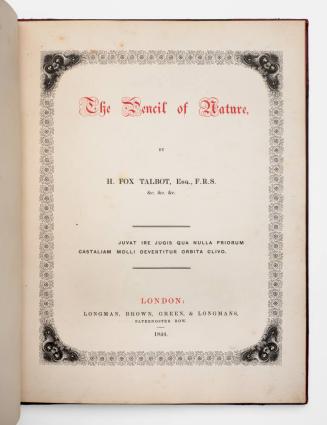 The Pencil of Nature,
BY
H. FOX TALBOT, Esq., F.R.S.
&c. &c. &c.
JUVAT IRE JUGIS QUA NULLA PRIORUM
CASTALIAM MOLLI DEVERTITUR ORBITA CLIVO.
LONDON:
LONGMAN, BROWN, GREEN, & LONGMANS,
PATERNOSTER ROW.
1844.